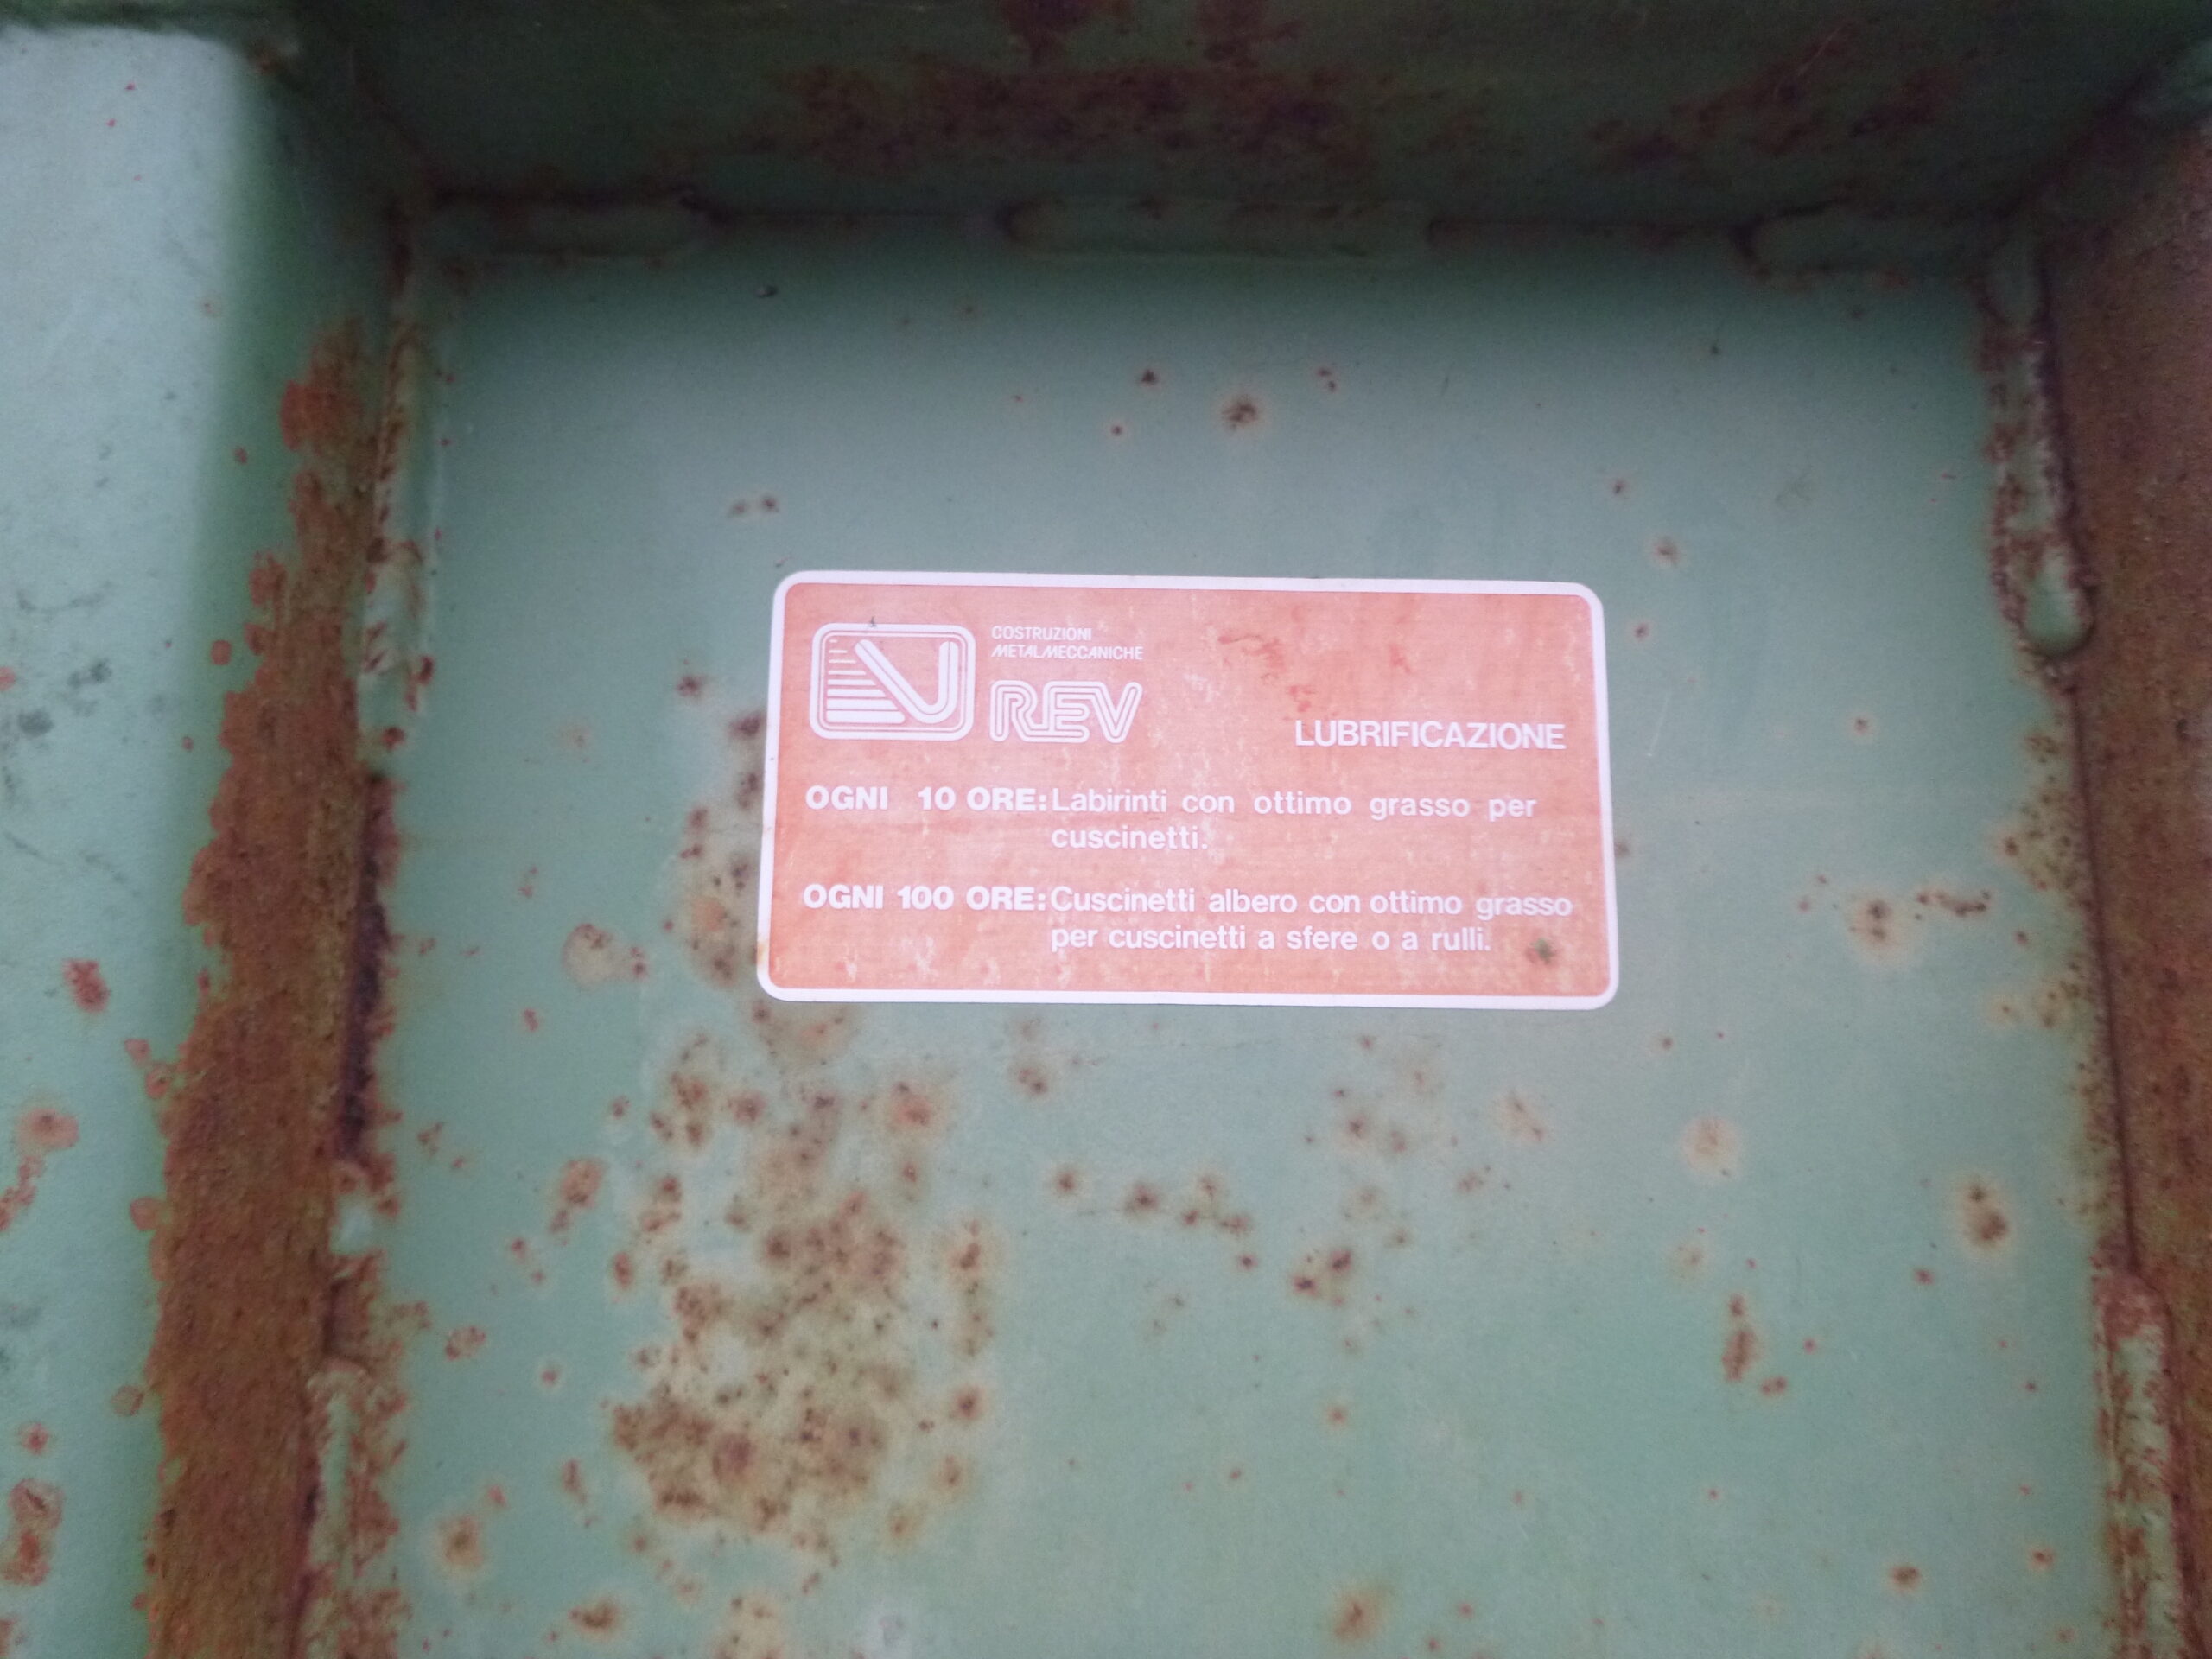 COSTRUZIONI
METALMECCANICHE
REV
LUBRIFICAZIONE
OGNI 10 ORE: Labirinti con ottimo grasso per
cuscinetti.
OGNI 100 ORE: Cuscinetti albero con ottimo grasso
per cuscinetti a sfere o a rulli.